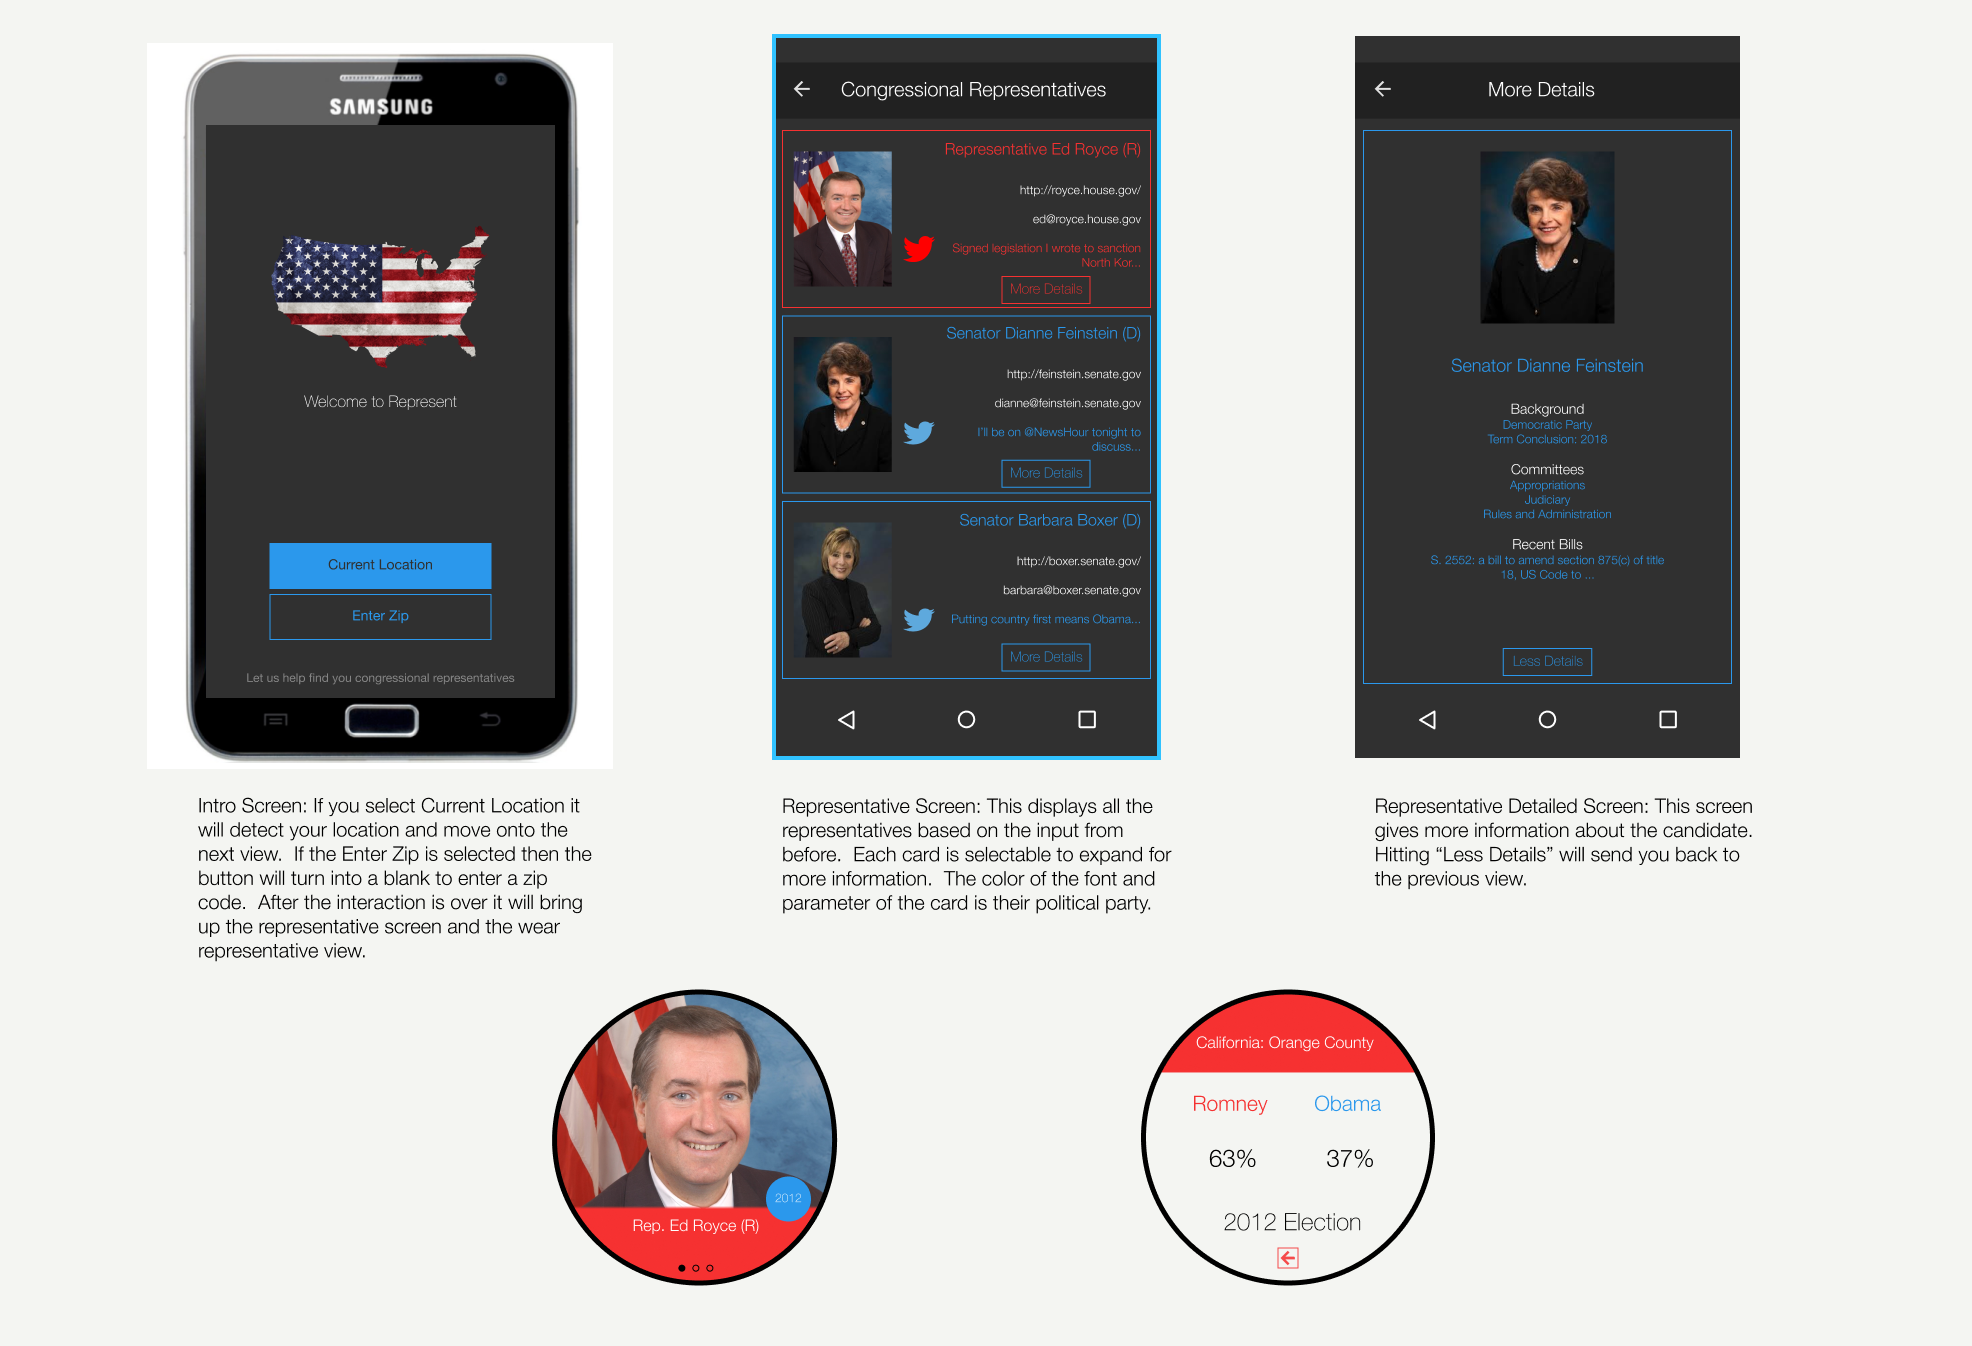 SAMSUNG
Welcome to Represent
Current Location
Enter Zip
Let us help find you congressional representatives
Intro Screen: If you select Current Location it
will detect your location and move onto the
next view.  If the Enter Zip is selected then the
button will turn into a blank to enter a zip
code.  After the interaction is over it will bring
up the representative screen and the wear
representative view.
Congressional Representatives
Representative Ed Royce (R)
http://royce.house.gov/
ed@royce.house.gov
Signed legislation I wrote to sanction
North Kor...
More Details
Senator Dianne Feinstein (D)
http://feinstein.senate.gov
dianne@feinstein.senate.gov
I'll be on @NewsHour tonight to
discuss...
More Details
Senator Barbara Boxer (D)
http://boxer.senate.gov/
barbara@boxer.senate.gov
Putting country first means Obama...
More Details
Representative Screen: This displays all the
representatives based on the input from
before.  Each card is selectable to expand for
more information.  The color of the font and
parameter of the card is their political party.
More Details
Senator Dianne Feinstein
Background
Democratic Party
Term Conclusion: 2018
Committees
Appropriations
Judiciary
Rules and Administration
Recent Bills
S. 2552: a bill to amend section 875(c) of title
18, US Code to ...
Less Details
Representative Detailed Screen: This screen
gives more information about the candidate.
Hitting “Less Details” will send you back to
the previous view.
2012
Rep. Ed Royce (R)
California: Orange County
Romney Obama
63% 37%
2012 Election